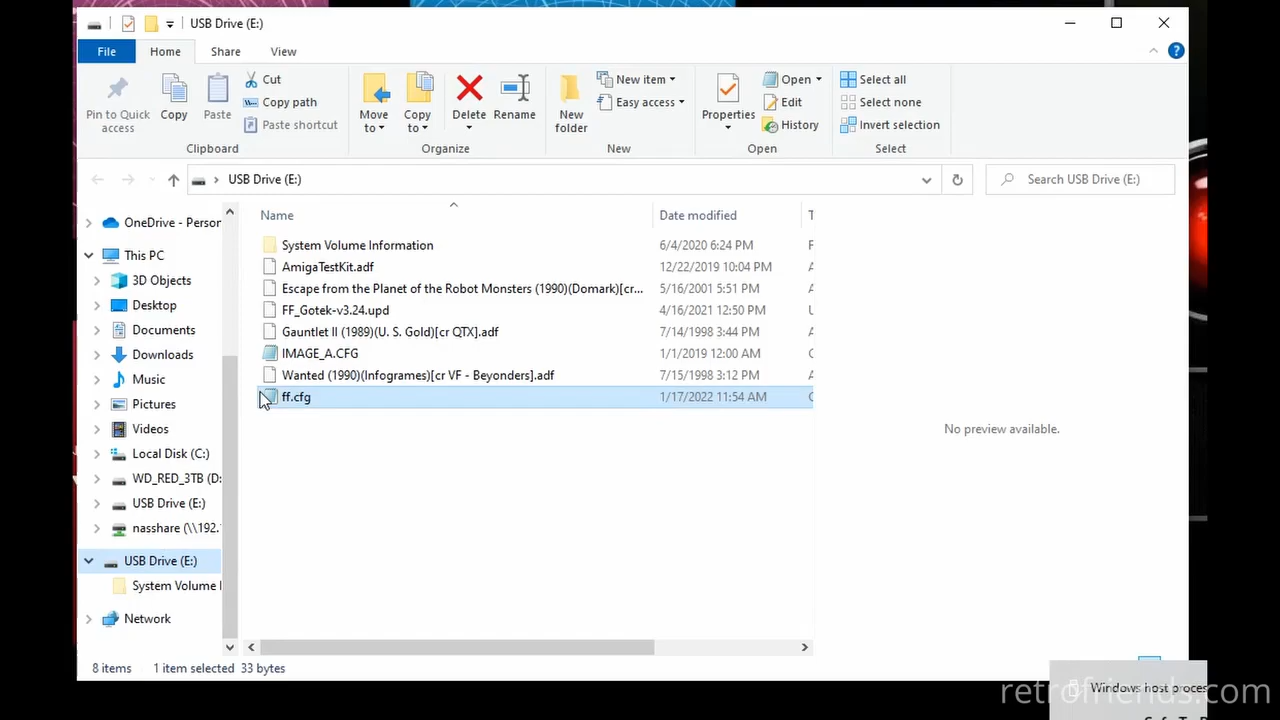 USB Drive (E:)
File Home Share View
Pin to Quick access
Copy
Paste
Cut
Copy path
Paste shortcut
Clipboard
Move to
Copy to
Delete
Rename
Organize
New folder
New item
Easy access
New
Properties
Open
Edit
History
Open
Select all
Select none
Invert selection
Select
USB Drive (E:)
Search USB Drive (E:)
OneDrive - Person
This PC
3D Objects
Desktop
Documents
Downloads
Music
Pictures
Videos
Local Disk (C:)
WD_RED_3TB (D:
USB Drive (E:)
nasshare (\\192.
USB Drive (E:)
System Volume I
Network
Name Date modified T
System Volume Information 6/4/2020 6:24 PM F
AmigaTestKit.adf 12/22/2019 10:04 PM A
Escape from the Planet of the Robot Monsters (1990)(Domark)[cr... 5/16/2001 5:51 PM A
FF_Gotek-v3.24.upd 4/16/2021 12:50 PM U
Gauntlet II (1989)(U. S. Gold)[cr QTX].adf 7/14/1998 3:44 PM A
IMAGE_A.CFG 1/1/2019 12:00 AM C
Wanted (1990)(Infogrames)[cr VF - Beyonders].adf 7/15/1998 3:12 PM A
ff.cfg 1/17/2022 11:54 AM C
No preview available.
8 items 1 item selected 33 bytes
Windows host proces
retrofriends.com